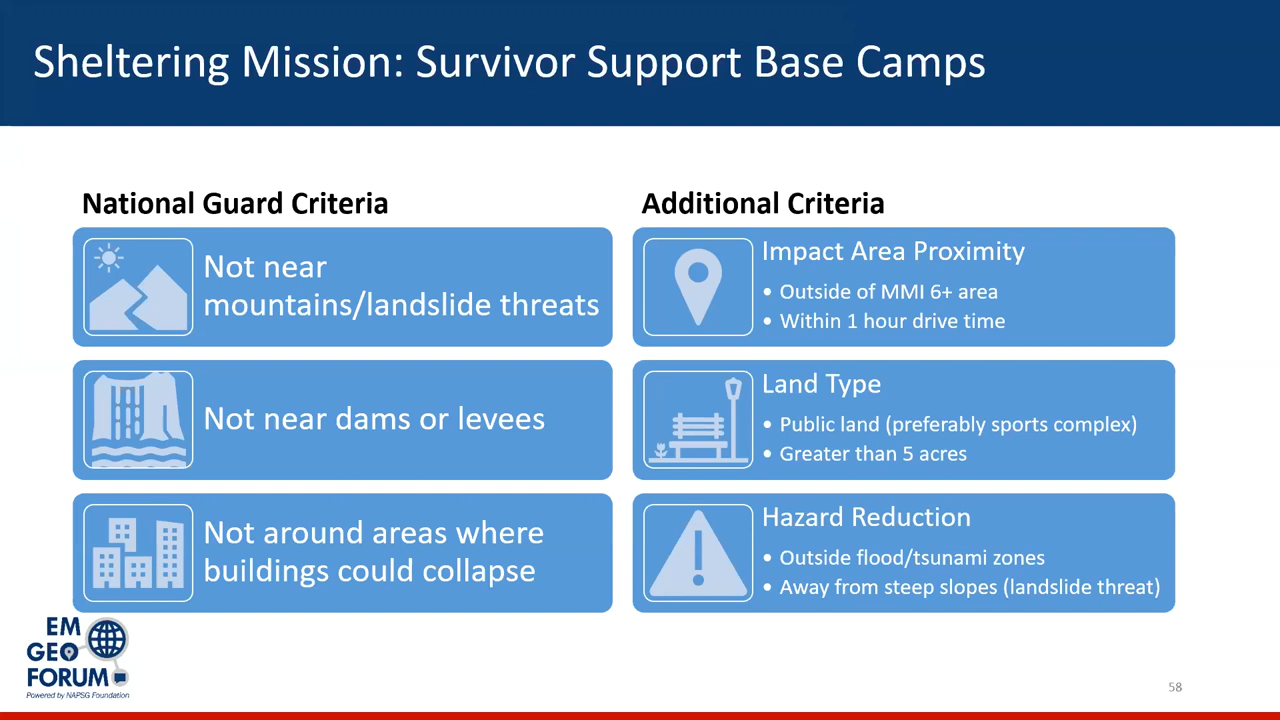 Sheltering Mission: Survivor Support Base Camps
National Guard Criteria
Not near
mountains/landslide threats
Not near dams or levees
Not around areas where
buildings could collapse
Additional Criteria
Impact Area Proximity
• Outside of MMI 6+ area
• Within 1 hour drive time
Land Type
• Public land (preferably sports complex)
• Greater than 5 acres
Hazard Reduction
• Outside flood/tsunami zones
• Away from steep slopes (landslide threat)
EM
GEO
FORUM
Powered by NAPSG Foundation
58